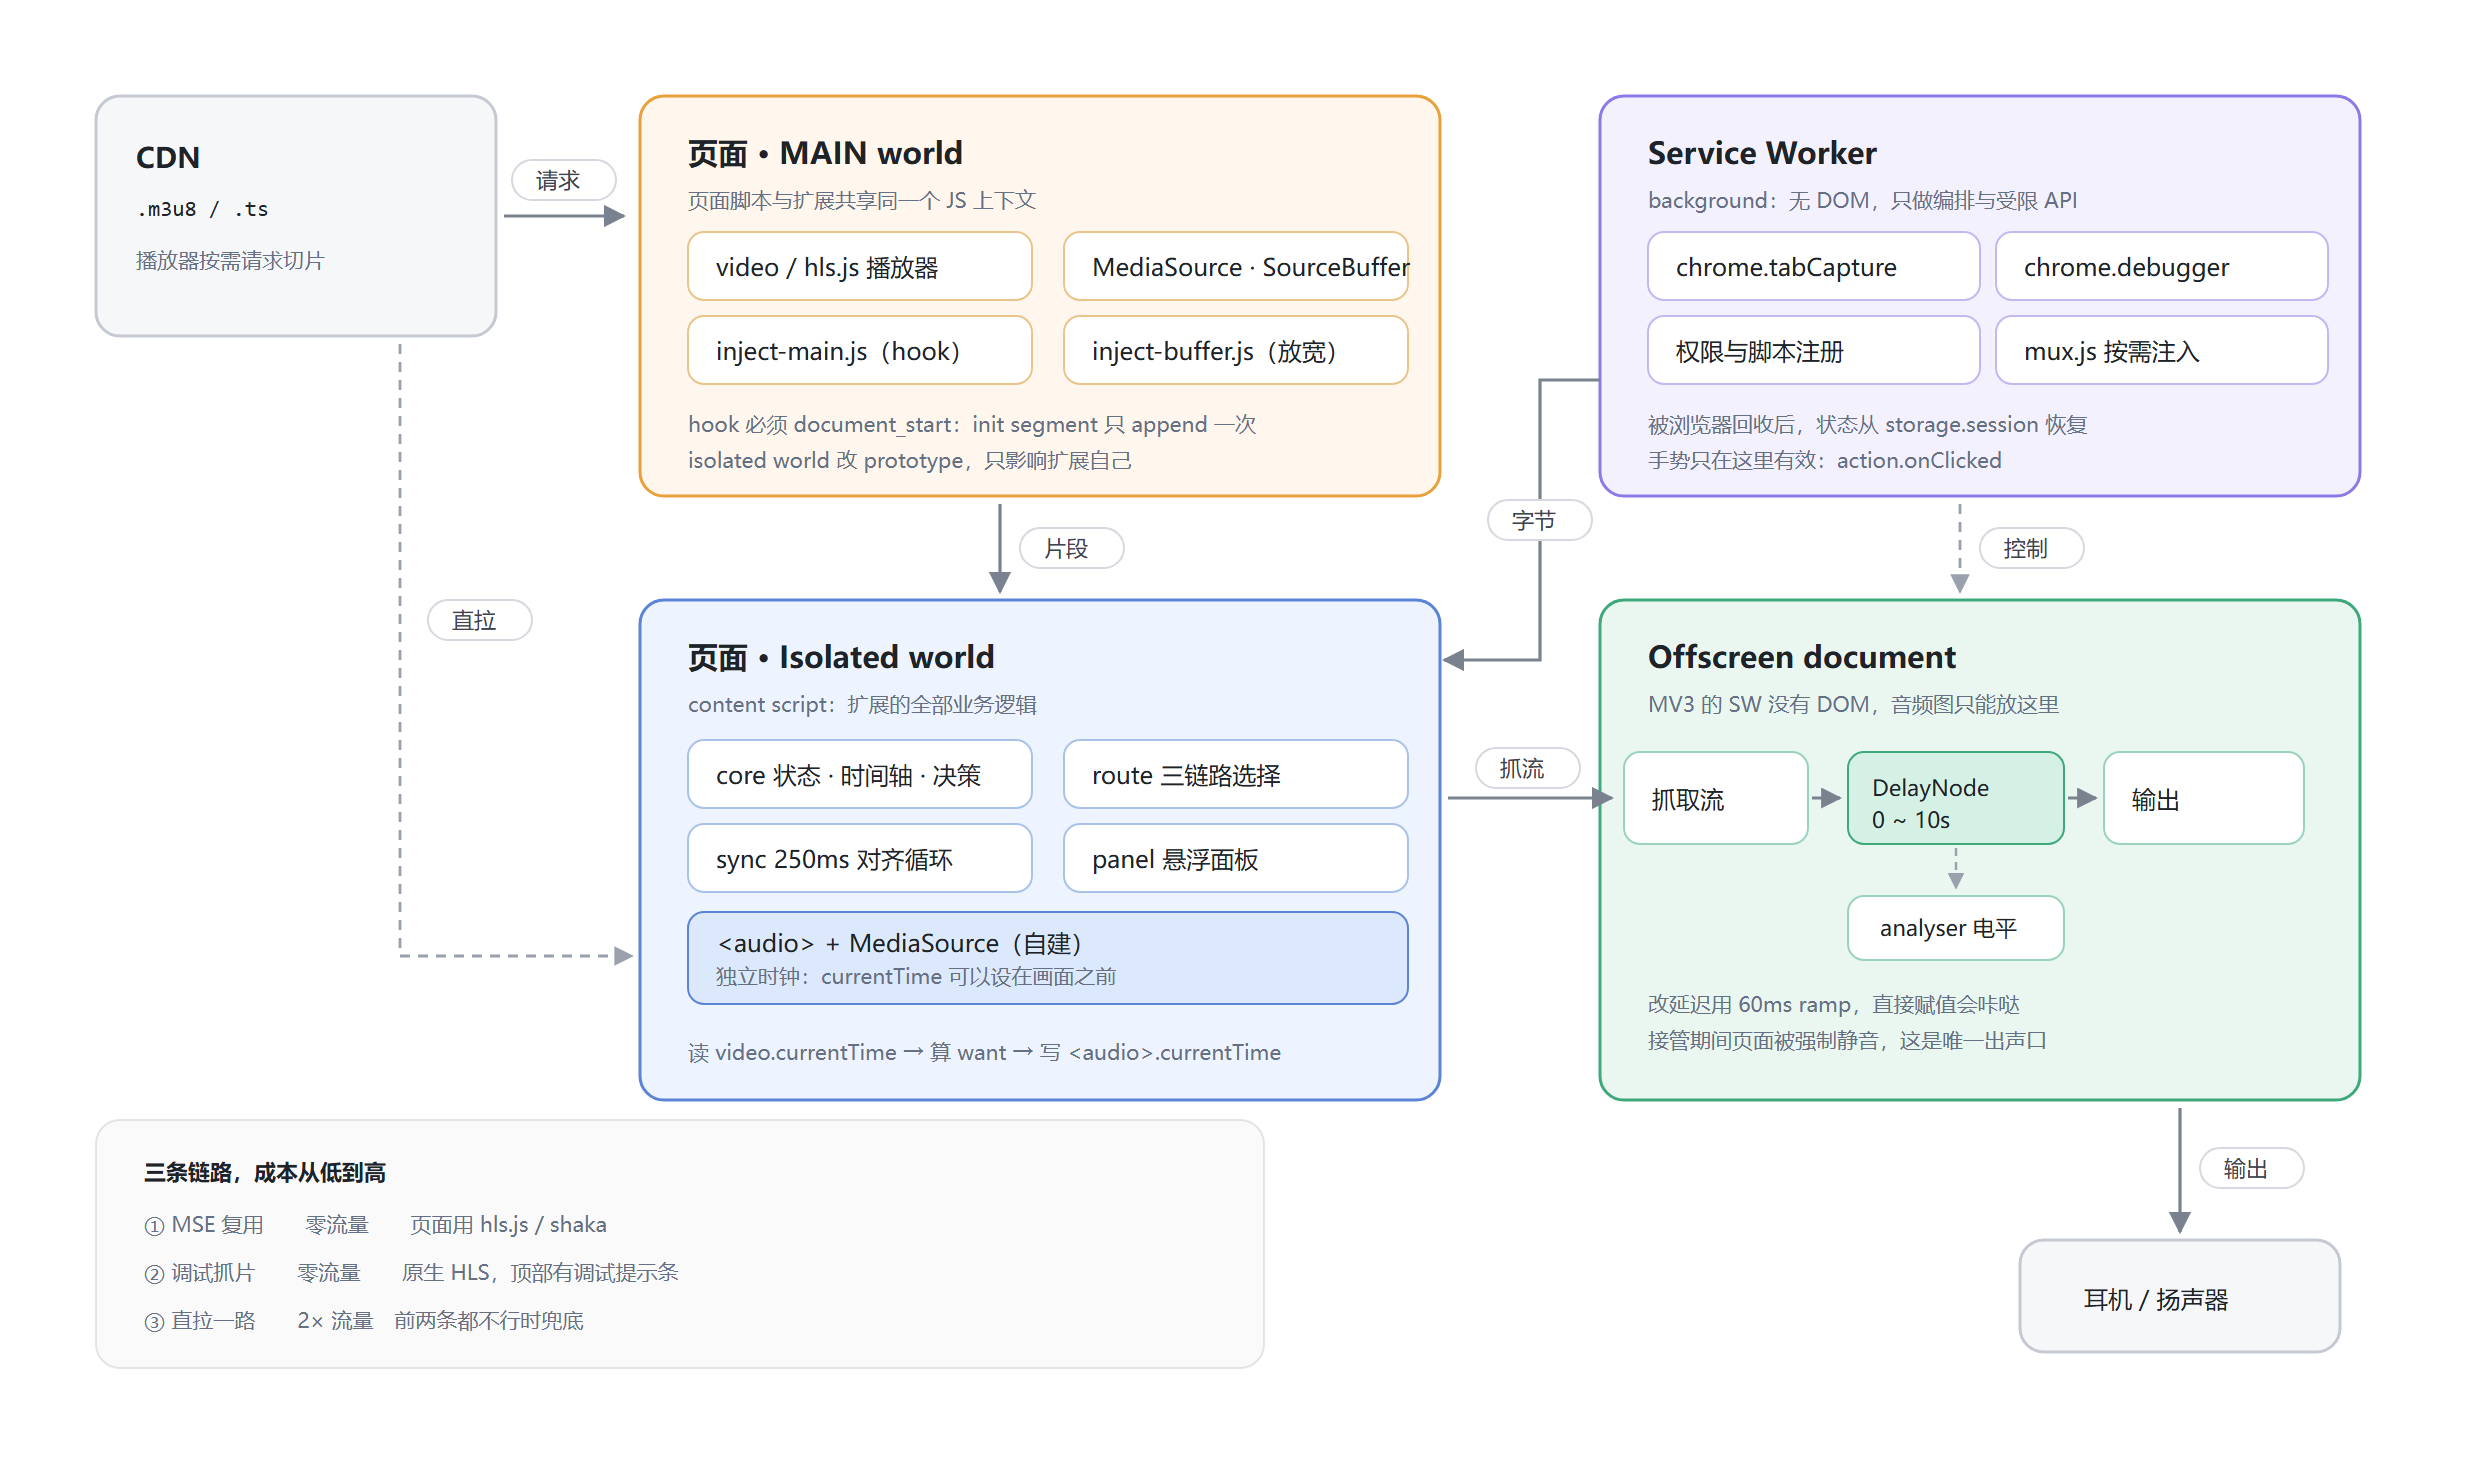 CDN
.m3u8 / .ts
播放器按需请求切片
请求
页面 • MAIN world
页面脚本与扩展共享同一个 JS 上下文
video / hls.js 播放器
MediaSource · SourceBuffer
inject-main.js（hook）
inject-buffer.js（放宽）
hook 必须 document_start：init segment 只 append 一次
isolated world 改 prototype，只影响扩展自己
Service Worker
background：无 DOM，只做编排与受限 API
chrome.tabCapture
chrome.debugger
权限与脚本注册
mux.js 按需注入
被浏览器回收后，状态从 storage.session 恢复
手势只在这里有效：action.onClicked
字节
片段
控制
直拉
页面 • Isolated world
content script：扩展的全部业务逻辑
core 状态 · 时间轴 · 决策
route 三链路选择
sync 250ms 对齐循环
panel 悬浮面板
<audio> + MediaSource（自建）
独立时钟：currentTime 可以设在画面之前
读 video.currentTime → 算 want → 写 <audio>.currentTime
抓流
Offscreen document
MV3 的 SW 没有 DOM，音频图只能放这里
抓取流
DelayNode
0 ~ 10s
输出
analyser 电平
改延迟用 60ms ramp，直接赋值会咔哒
接管期间页面被强制静音，这是唯一出声口
输出
耳机 / 扬声器
三条链路，成本从低到高
① MSE 复用 零流量 页面用 hls.js / shaka
② 调试抓片 零流量 原生 HLS，顶部有调试提示条
③ 直拉一路 2× 流量 前两条都不行时兜底